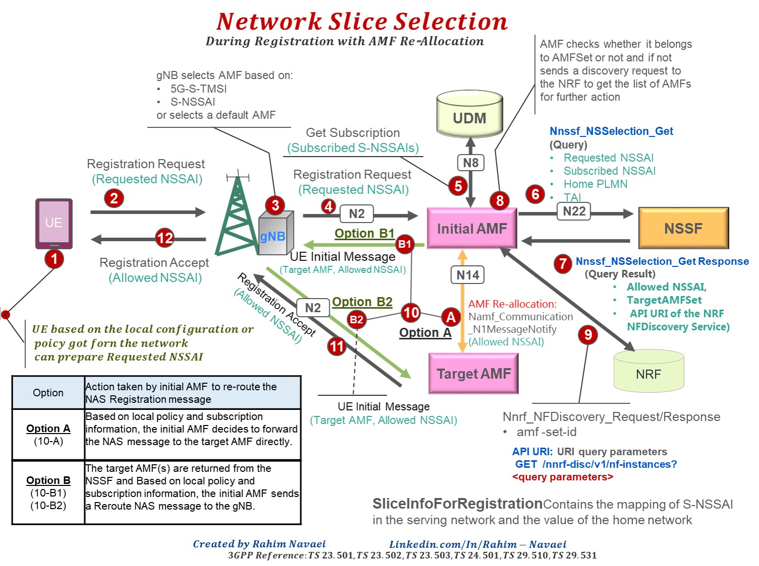 Network Slice Selection
During Registration with AMF Re-Allocation
gNB selects AMF based on:
• 5G-S-TMSI
• S-NSSAI
or selects a default AMF
AMF checks whether it belongs
to AMFSet or not and if not
sends a discovery request to
the NRF to get the list of AMFs
for further action
UDM
Get Subscription
(Subscribed S-NSSAIs)
N8
5
8
Nnssf_NSSelection_Get
(Query)
• Requested NSSAI
• Subscribed NSSAI
• Home PLMN
• TAI
6
N22
Registration Request
(Requested NSSAI)
2
Registration Request
(Requested NSSAI)
3
4
N2
UE
gNB
Initial AMF
NSSF
12
1
Registration Accept
(Allowed NSSAI)
Option B1
B1
UE Initial Message
(Target AMF, Allowed NSSAI)
7
Nnssf_NSSelection_Get Response
(Query Result)
• Allowed NSSAI,
• TargetAMFSet
• API URI of the NRF
NFDiscovery Service)
N14
Registration Accept
(Allowed NSSAI)
N2
Option B2
B2
10
A
Option A
11
AMF Re-allocation:
Namf_Communication
_N1MessageNotify
(Allowed NSSAI)
9
UE based on the local configuration or
poicy got forn the network
can prepare Requested NSSAI
Target AMF
NRF
UE Initial Message
(Target AMF, Allowed NSSAI)
Nnrf_NFDiscovery_Request/Response
• amf -set-id
API URI: URI query parameters
GET /nnrf-disc/v1/nf-instances?
<query parameters>
Option
Action taken by initial AMF to re-route the
NAS Registration message
Option A
(10-A)
Based on local policy and subscription
information, the initial AMF decides to forward
the NAS message to the target AMF directly.
Option B
(10-B1)
(10-B2)
The target AMF(s) are returned from the
NSSF and Based on local policy and
subscription information, the initial AMF sends
a Reroute NAS message to the gNB.
SliceInfoForRegistrationContains the mapping of S-NSSAI
in the serving network and the value of the home network
Created by Rahim Navaei Linkedin.com/In/Rahim – Navaei
3GPP Reference: TS 23.501, TS 23.502, TS 23.503, TS 24.501, TS 29.510, TS 29.531